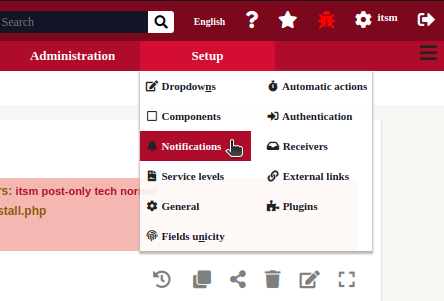 Search
English
?
itsm
Administration
Setup
Dropdowns
Automatic actions
Components
Authentication
Notifications
Receivers
Service levels
External links
General
Plugins
Fields unicity
rs: itsm post-only tech normal
stall.php